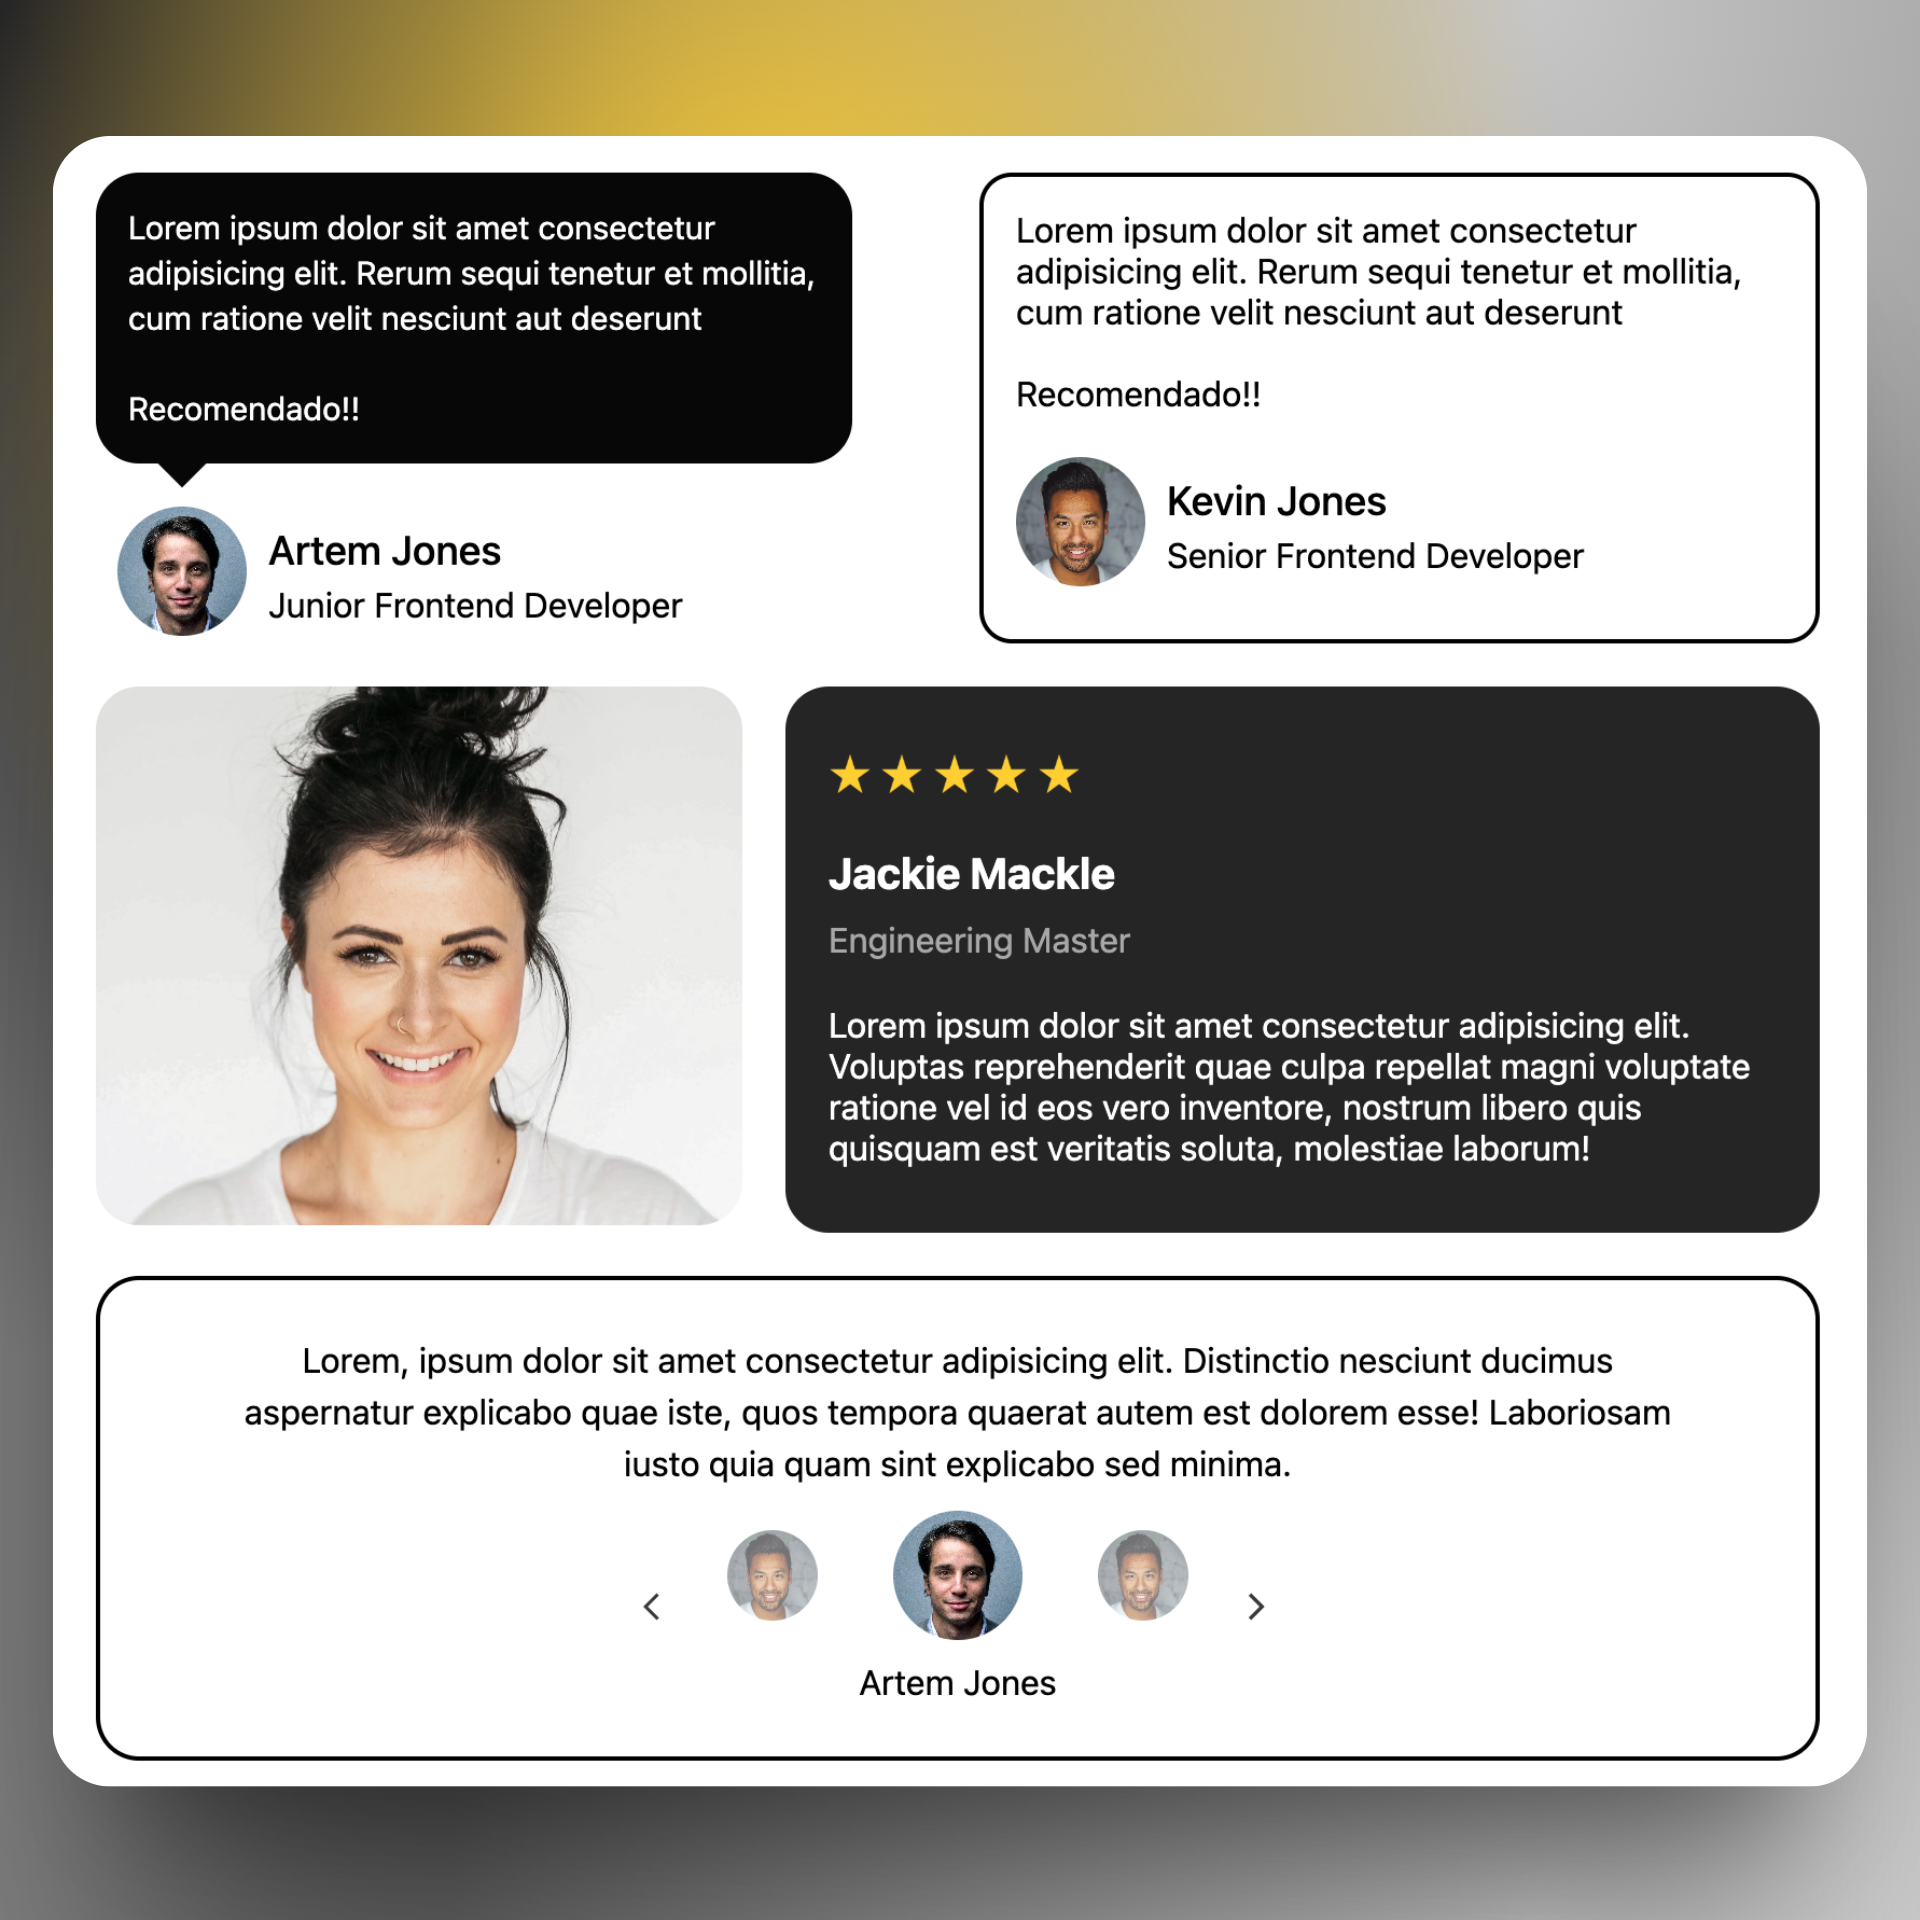 Lorem ipsum dolor sit amet consectetur
adipisicing elit. Rerum sequi tenetur et mollitia,
cum ratione velit nesciunt aut deserunt
Recomendado!!
Artem Jones
Junior Frontend Developer
Lorem ipsum dolor sit amet consectetur
adipisicing elit. Rerum sequi tenetur et mollitia,
cum ratione velit nesciunt aut deserunt
Recomendado!!
Kevin Jones
Senior Frontend Developer
Jackie Mackle
Engineering Master
Lorem ipsum dolor sit amet consectetur adipisicing elit.
Voluptas reprehenderit quae culpa repellat magni voluptate
ratione vel id eos vero inventore, nostrum libero quis
quisquam est veritatis soluta, molestiae laborum!
Lorem, ipsum dolor sit amet consectetur adipisicing elit. Distinctio nesciunt ducimus
aspernatur explicabo quae iste, quos tempora quaerat autem est dolorem esse! Laboriosam
iusto quia quam sint explicabo sed minima.
Artem Jones